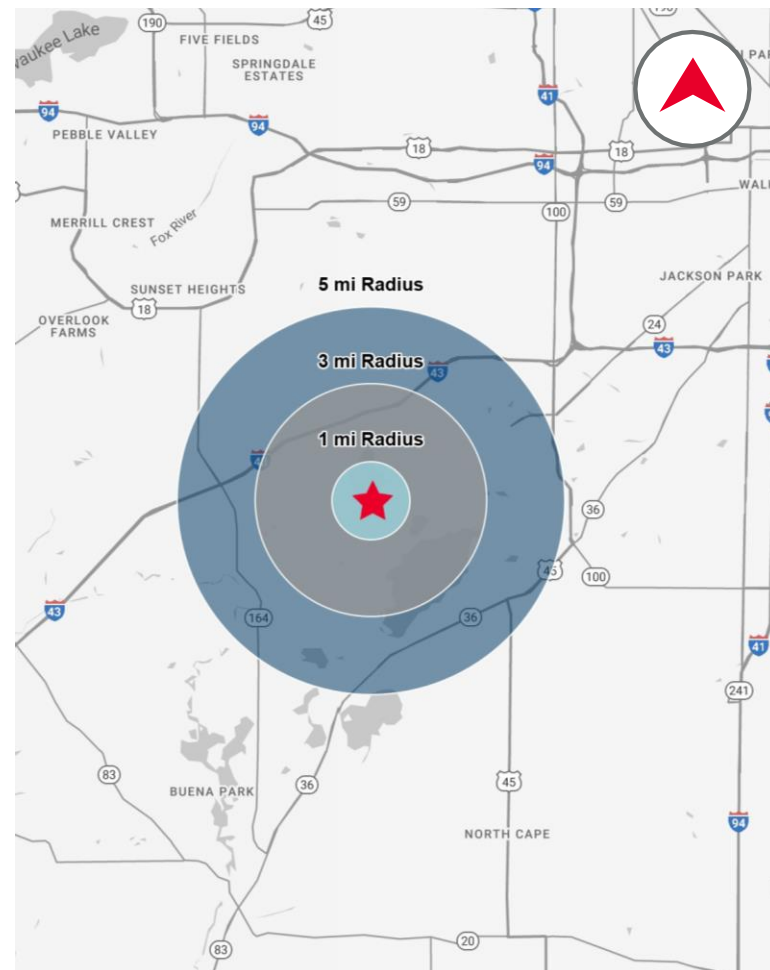 45
190
FIVE FIELDS
SPRINGDALE
ESTATES
41
94
94
PEBBLE VALLEY
18
18
94
59
59
100
MERRILL CREST
Fox River
JACKSON PARK
SUNSET HEIGHTS
5 mi Radius
18
OVERLOOK
FARMS
24
43
3 mi Radius
43
1 mi Radius
36
45
100
43
164
36
41
241
83
36
45
BUENA PARK
94
NORTH CAPE
83
20